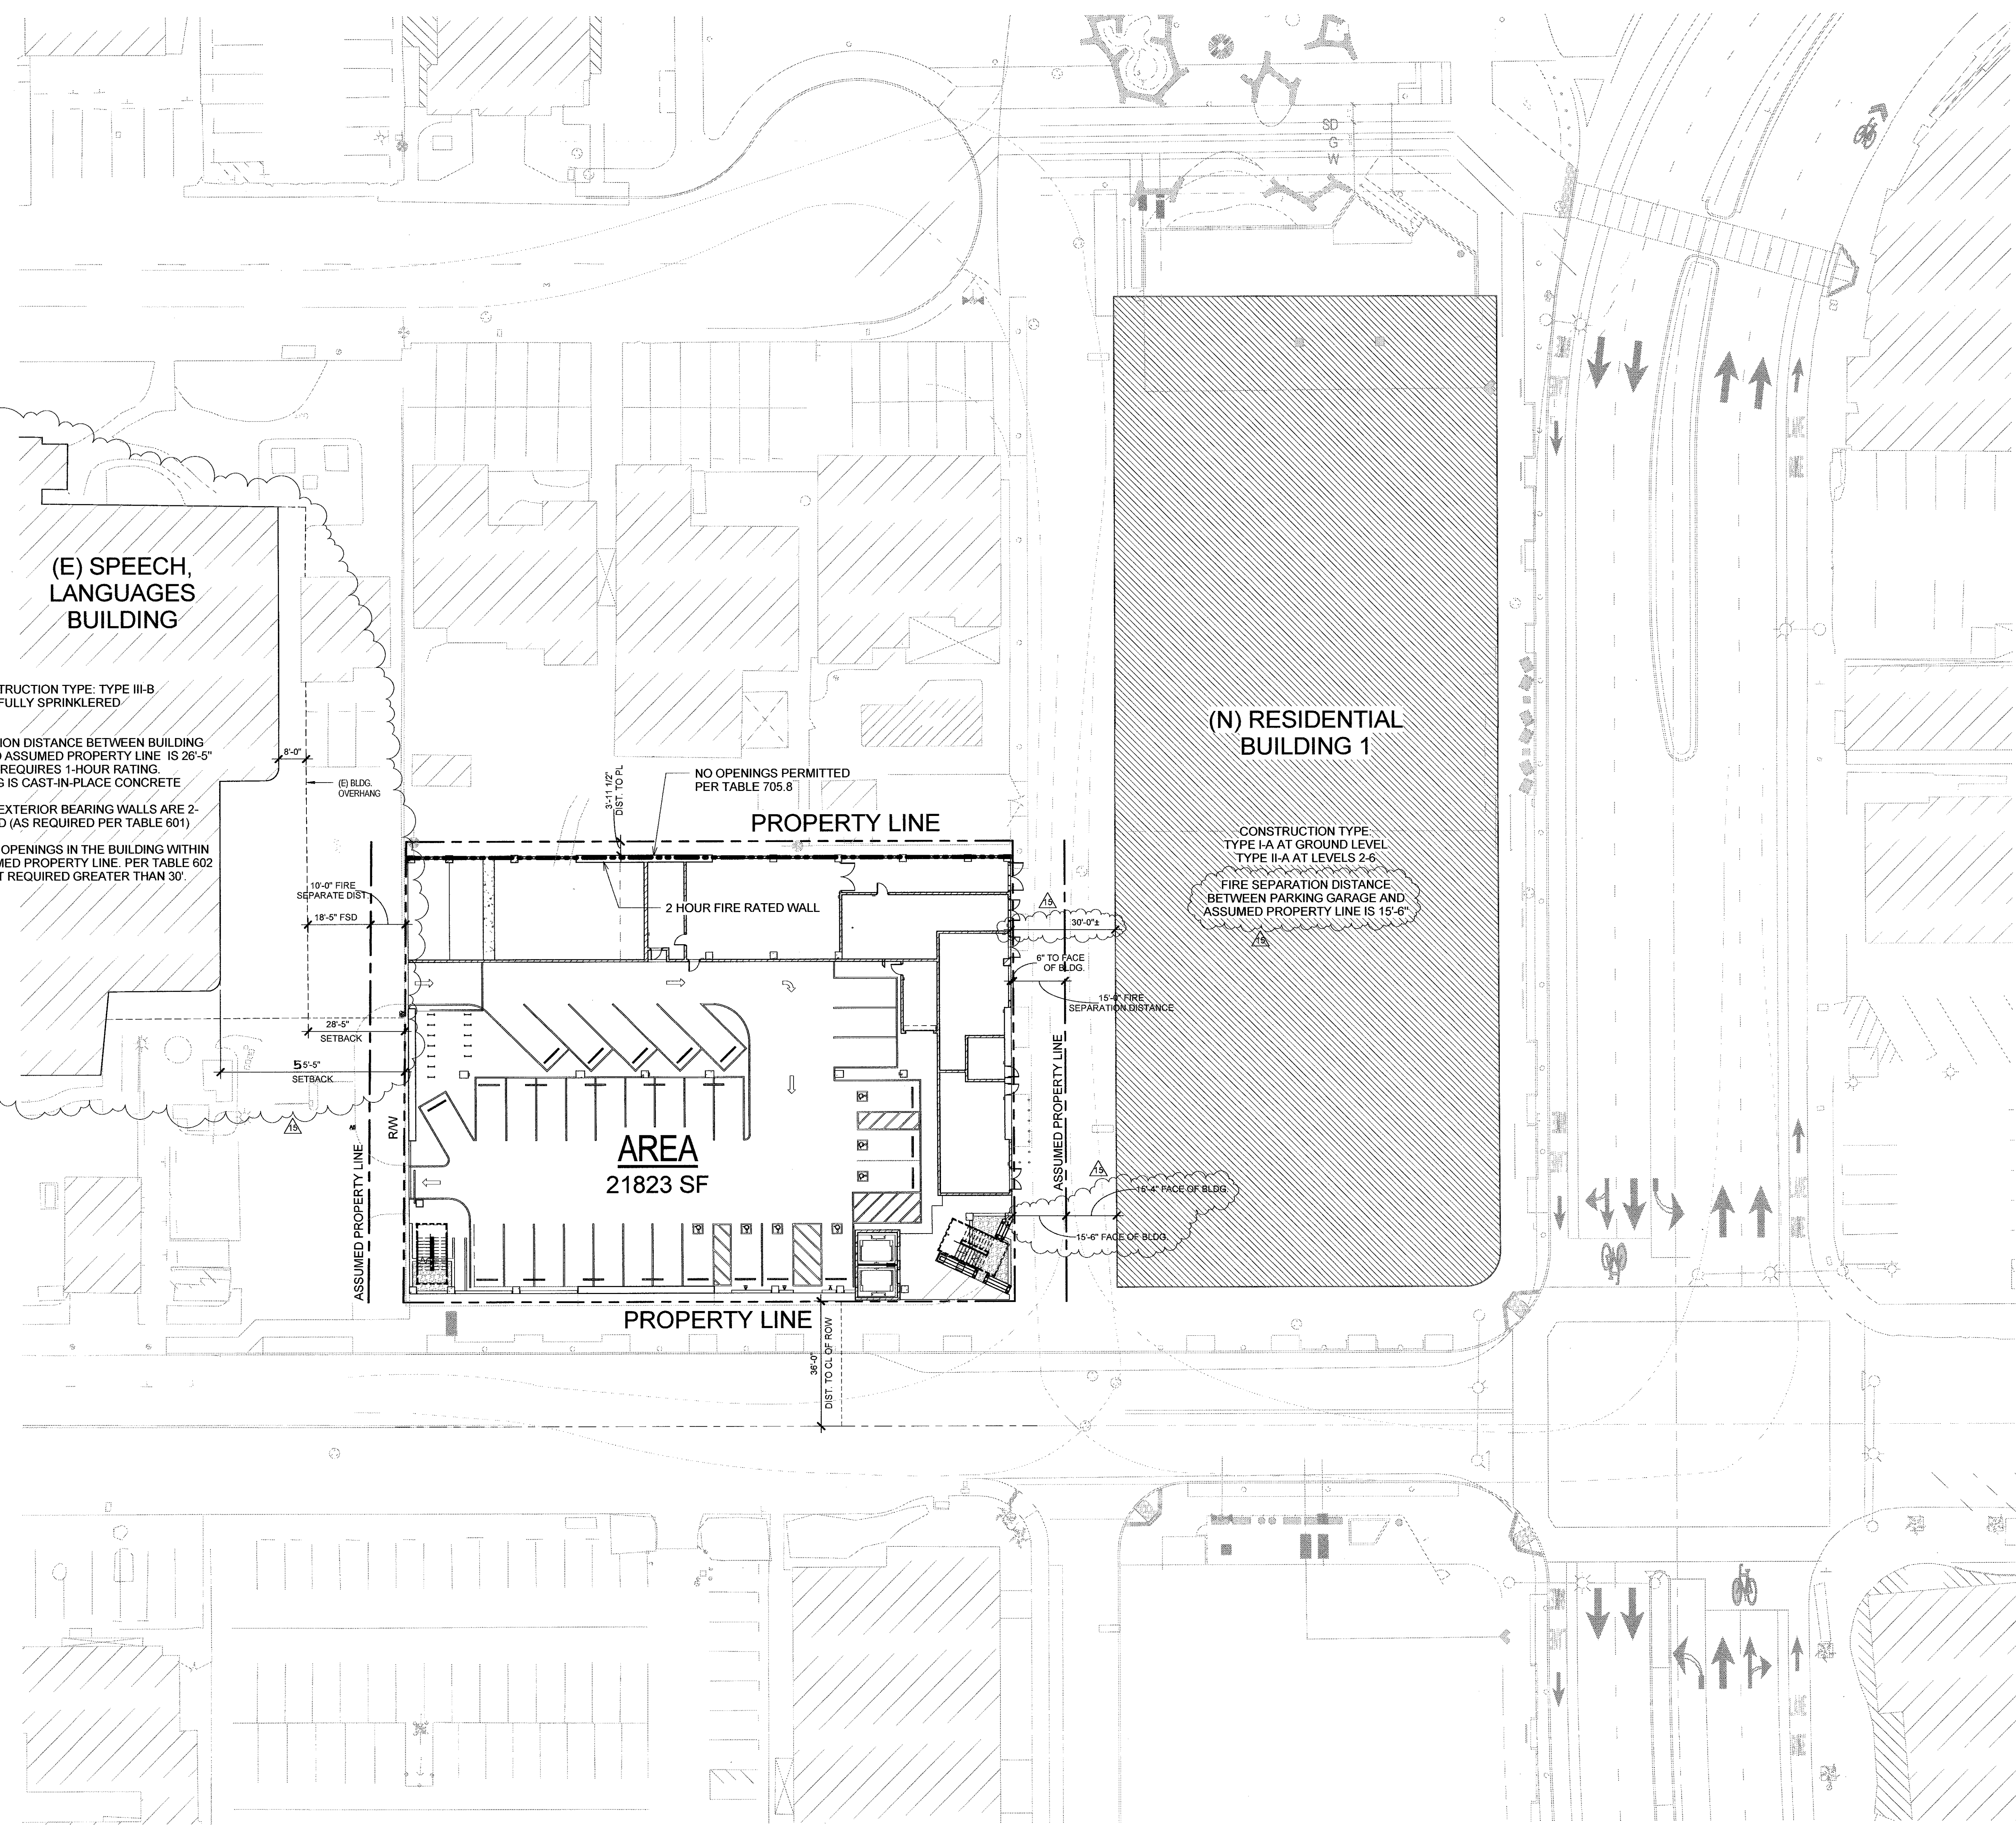 SD
G
W
(E) SPEECH,
LANGUAGES
BUILDING
TRUCTION TYPE: TYPE III-B
FULLY SPRINKLERED
ION DISTANCE BETWEEN BUILDING
ASSUMED PROPERTY LINE IS 26'-5"
REQUIRES 1-HOUR RATING.
IS CAST-IN-PLACE CONCRETE
EXTERIOR BEARING WALLS ARE 2-
(AS REQUIRED PER TABLE 601)
OPENINGS IN THE BUILDING WITHIN
MED PROPERTY LINE. PER TABLE 602
T REQUIRED GREATER THAN 30'.
8'-0"
(E) BLDG.
OVERHANG
10'-0" FIRE
SEPARATE DIST.
18'-5" FSD
28'-5"
SETBACK
55'-5"
SETBACK
15
ASSUMED PROPERTY LINE
R/W
3'-11 1/2"
DIST. TO PL
NO OPENINGS PERMITTED
PER TABLE 705.8
PROPERTY LINE
2 HOUR FIRE RATED WALL
AREA
21823 SF
PROPERTY LINE
36'-0"
DIST. TO CL OF ROW
15
30'-0"±
6" TO FACE
OF BLDG.
15'-0" FIRE
SEPARATION DISTANCE
ASSUMED PROPERTY LINE
15
15'-4" FACE OF BLDG.
15'-6" FACE OF BLDG.
(N) RESIDENTIAL
BUILDING 1
CONSTRUCTION TYPE:
TYPE I-A AT GROUND LEVEL
TYPE II-A AT LEVELS 2-6
FIRE SEPARATION DISTANCE
BETWEEN PARKING GARAGE AND
ASSUMED PROPERTY LINE IS 15'-6"
15